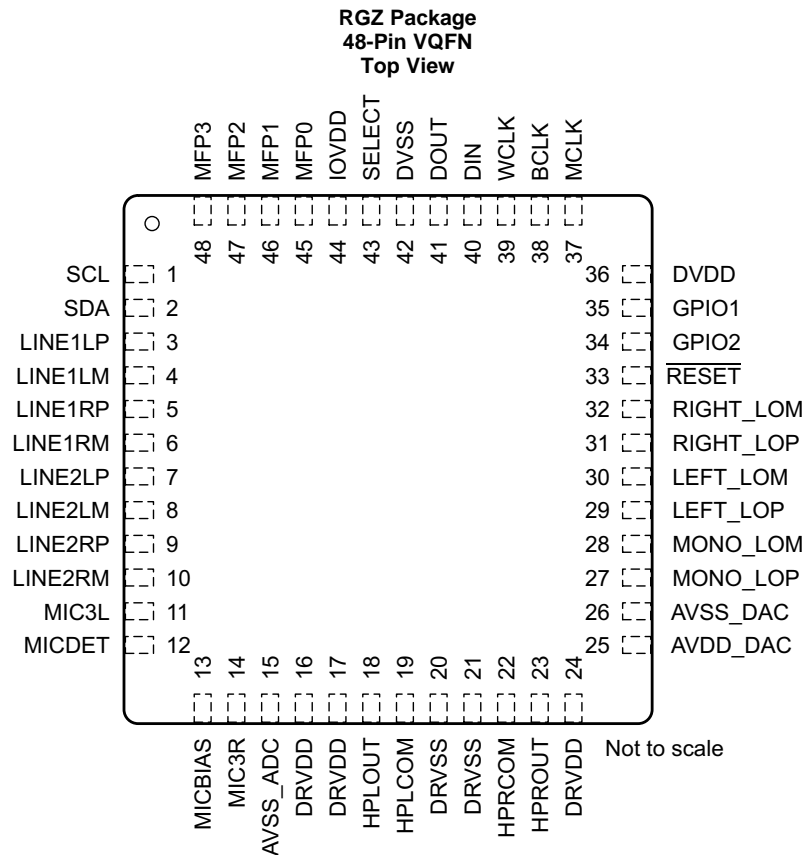 RGZ Package
48-Pin VQFN
Top View
MFP3
MFP2
MFP1
MFP0
IOVDD
SELECT
DVSS
DOUT
DIN
WCLK
BCLK
MCLK
48
47
46
45
44
43
42
41
40
39
38
37
SCL 1
SDA 2
LINE1LP 3
LINE1LM 4
LINE1RP 5
LINE1RM 6
LINE2LP 7
LINE2LM 8
LINE2RP 9
LINE2RM 10
MIC3L 11
MICDET 12
36 DVDD
35 GPIO1
34 GPIO2
33 RESET
32 RIGHT_LOM
31 RIGHT_LOP
30 LEFT_LOM
29 LEFT_LOP
28 MONO_LOM
27 MONO_LOP
26 AVSS_DAC
25 AVDD_DAC
13
14
15
16
17
18
19
20
21
22
23
24
MICBIAS
MIC3R
AVSS_ADC
DRVDD
DRVDD
HPLOUT
HPLCOM
DRVSS
DRVSS
HPRCOM
HPROUT
DRVDD
Not to scale